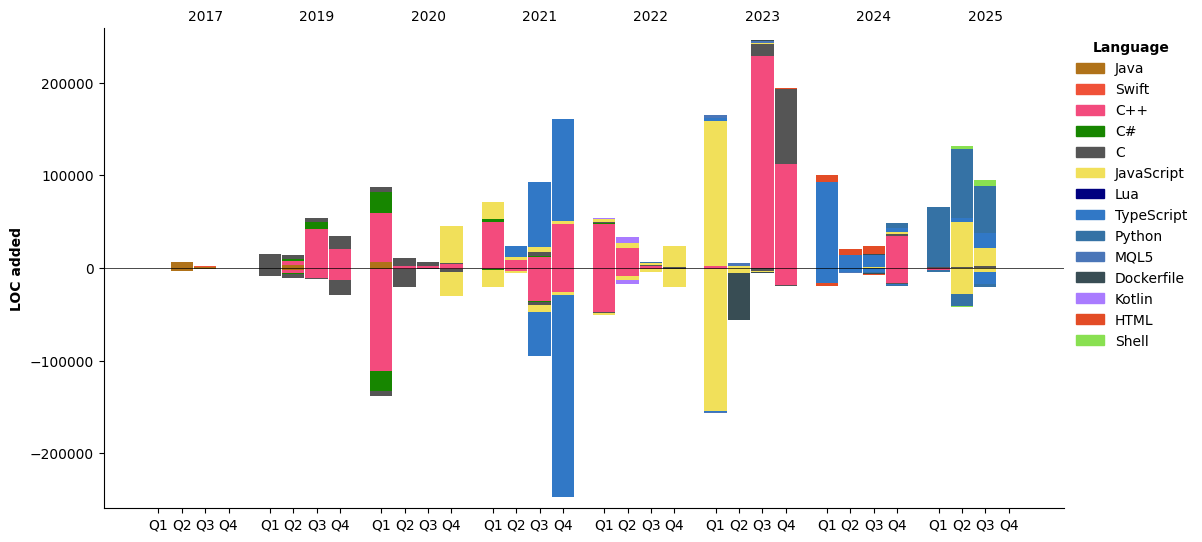 2017 2019 2020 2021 2022 2023 2024 2025
LOC added
200000
100000
0
−100000
−200000
Q1 Q2 Q3 Q4 Q1 Q2 Q3 Q4 Q1 Q2 Q3 Q4 Q1 Q2 Q3 Q4 Q1 Q2 Q3 Q4 Q1 Q2 Q3 Q4 Q1 Q2 Q3 Q4 Q1 Q2 Q3 Q4
Language
Java
Swift
C++
C#
C
JavaScript
Lua
TypeScript
Python
MQL5
Dockerfile
Kotlin
HTML
Shell